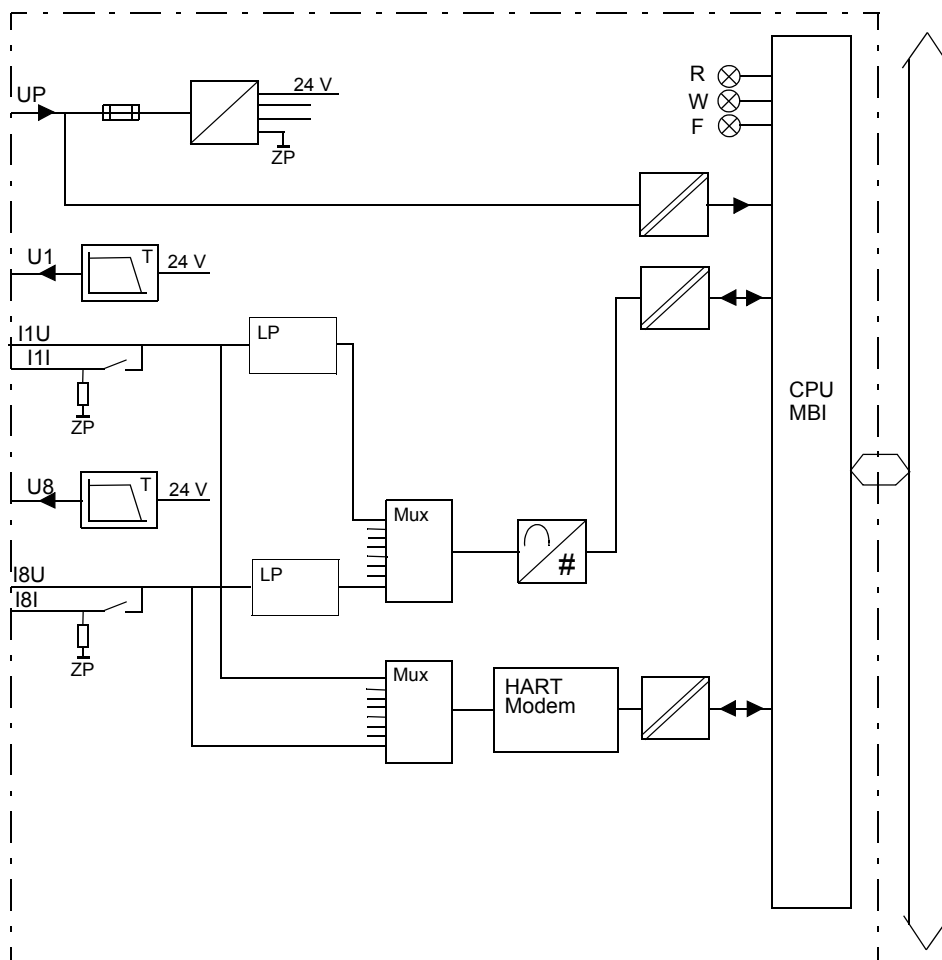 24 V
UP
ZP
R
W
F
U1
T
24 V
I1U
I1I
LP
ZP
CPU
MBI
U8
T
24 V
Mux
#
I8U
I8I
LP
ZP
Mux
HART
Modem